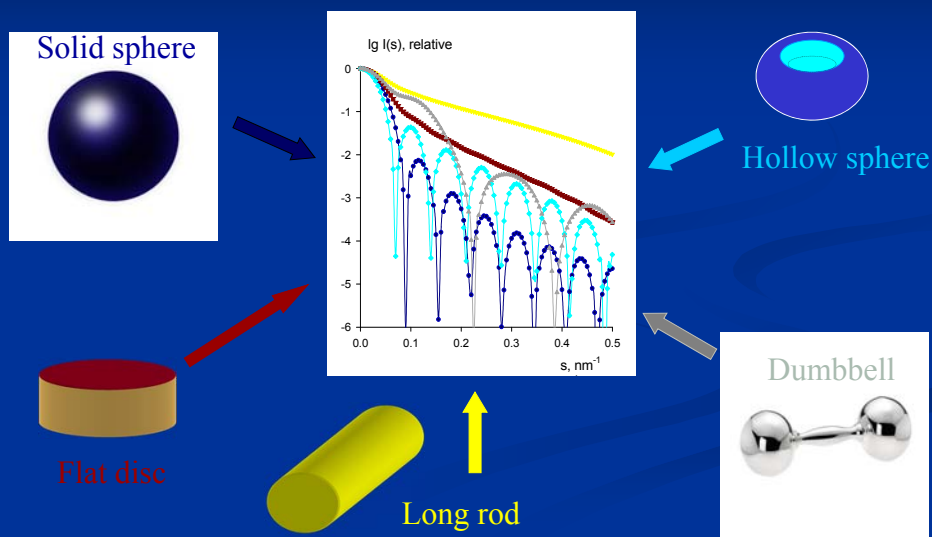 Solid sphere
lg I(s), relative
0
-1
-2
-3
-4
-5
-6
0.0 0.1 0.2 0.3 0.4 0.5
s, nm⁻¹
Hollow sphere
Flat disc
Long rod
Dumbbell